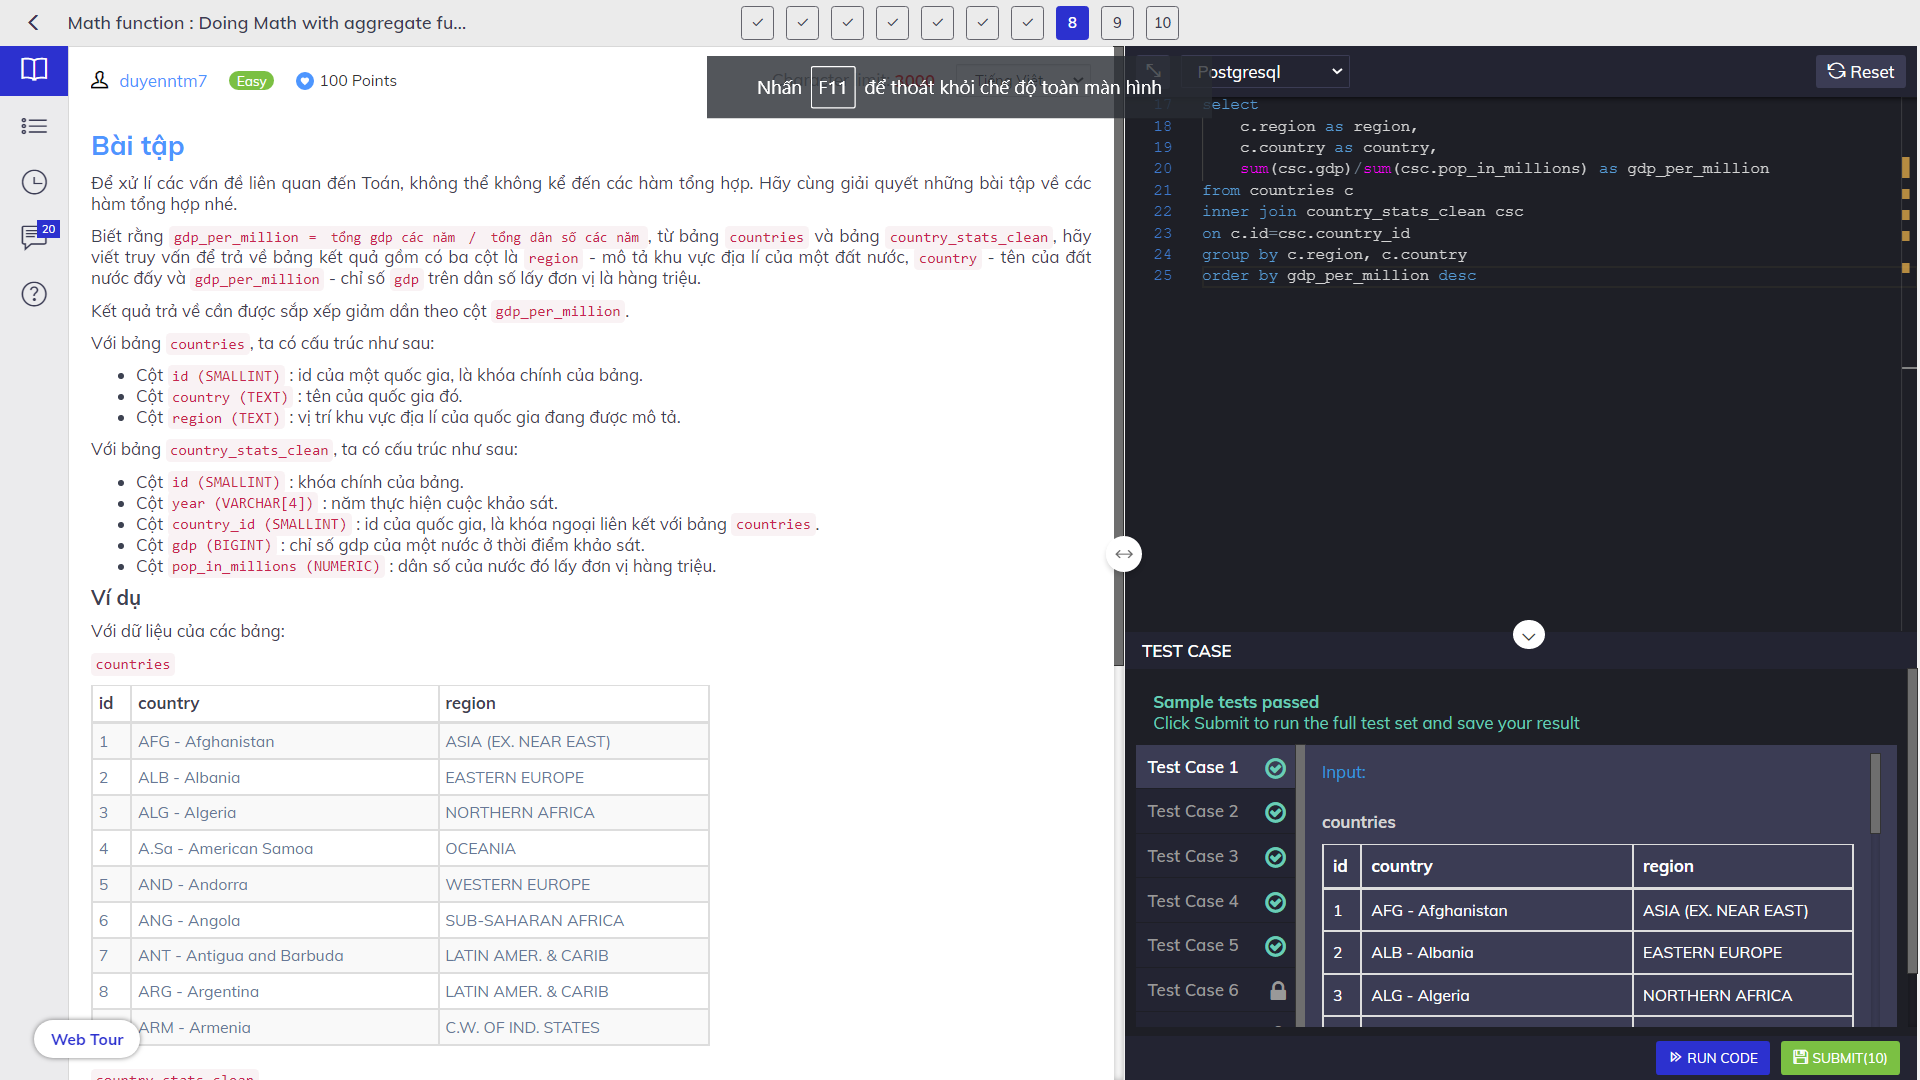 Math function : Doing Math with aggregate fu...
8
9
10
duyenntm7
Easy
100 Points
Nhấn F11 để thoát khỏi chế độ toàn màn hình
Bài tập
Để xử lí các vấn đề liên quan đến Toán, không thể không kể đến các hàm tổng hợp. Hãy cùng giải quyết những bài tập về các
hàm tổng hợp nhé.
Biết rằng gdp_per_million = tổng gdp các năm / tổng dân số các năm , từ bảng countries và bảng country_stats_clean, hãy
viết truy vấn để trả về bảng kết quả gồm có ba cột là region - mô tả khu vực địa lí của một đất nước, country - tên của đất
nước đấy và gdp_per_million - chỉ số gdp trên dân số lấy đơn vị là hàng triệu.
Kết quả trả về cần được sắp xếp giảm dần theo cột gdp_per_million.
Với bảng countries, ta có cấu trúc như sau:
Cột id (SMALLINT) : id của một quốc gia, là khóa chính của bảng.
Cột country (TEXT) : tên của quốc gia đó.
Cột region (TEXT) : vị trí khu vực địa lí của quốc gia đang được mô tả.
Với bảng country_stats_clean, ta có cấu trúc như sau:
Cột id (SMALLINT) : khóa chính của bảng.
Cột year (VARCHAR[4]) : năm thực hiện cuộc khảo sát.
Cột country_id (SMALLINT) : id của quốc gia, là khóa ngoại liên kết với bảng countries.
Cột gdp (BIGINT) : chỉ số gdp của một nước ở thời điểm khảo sát.
Cột pop_in_millions (NUMERIC) : dân số của nước đó lấy đơn vị hàng triệu.
Ví dụ
Với dữ liệu của các bảng:
countries
id country region
1 AFG - Afghanistan ASIA (EX. NEAR EAST)
2 ALB - Albania EASTERN EUROPE
3 ALG - Algeria NORTHERN AFRICA
4 A.Sa - American Samoa OCEANIA
5 AND - Andorra WESTERN EUROPE
6 ANG - Angola SUB-SAHARAN AFRICA
7 ANT - Antigua and Barbuda LATIN AMER. & CARIB
8 ARG - Argentina LATIN AMER. & CARIB
ARM - Armenia C.W. OF IND. STATES
country_stats_clean
Web Tour
20
Postgresql
Reset
17 select
18 c.region as region,
19 c.country as country,
20 sum(csc.gdp)/sum(csc.pop_in_millions) as gdp_per_million
21 from countries c
22 inner join country_stats_clean csc
23 on c.id=csc.country_id
24 group by c.region, c.country
25 order by gdp_per_million desc
TEST CASE
Sample tests passed
Click Submit to run the full test set and save your result
Test Case 1
Test Case 2
Test Case 3
Test Case 4
Test Case 5
Test Case 6
Input:
countries
id country region
1 AFG - Afghanistan ASIA (EX. NEAR EAST)
2 ALB - Albania EASTERN EUROPE
3 ALG - Algeria NORTHERN AFRICA
RUN CODE
SUBMIT(10)